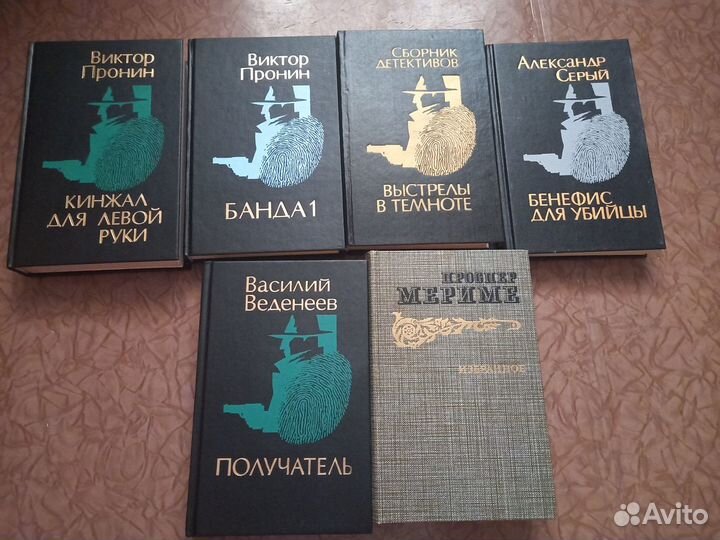 Виктор
Пронин
КИНЖАЛ
ДЛЯ ЛЕВОЙ
РУКИ
Виктор
Пронин
БАНДА 1
Сборник
детективов
ВЫСТРЕЛЫ
В ТЕМНОТЕ
Александр
Серый
БЕНЕФИС
ДЛЯ УБИЙЦЫ
Василий
Веденеев
ПОЛУЧАТЕЛЬ
ПРОСПЕР
МЕРИМЕ
ИЗБРАННОЕ
Avito